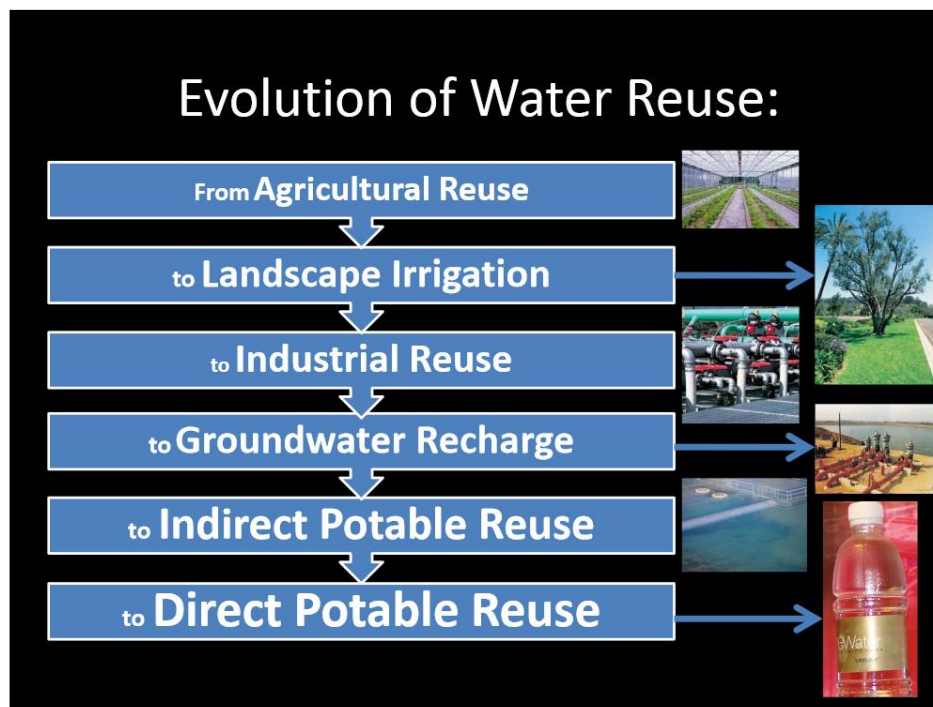 Evolution of Water Reuse:
From Agricultural Reuse
to Landscape Irrigation
to Industrial Reuse
to Groundwater Recharge
to Indirect Potable Reuse
to Direct Potable Reuse